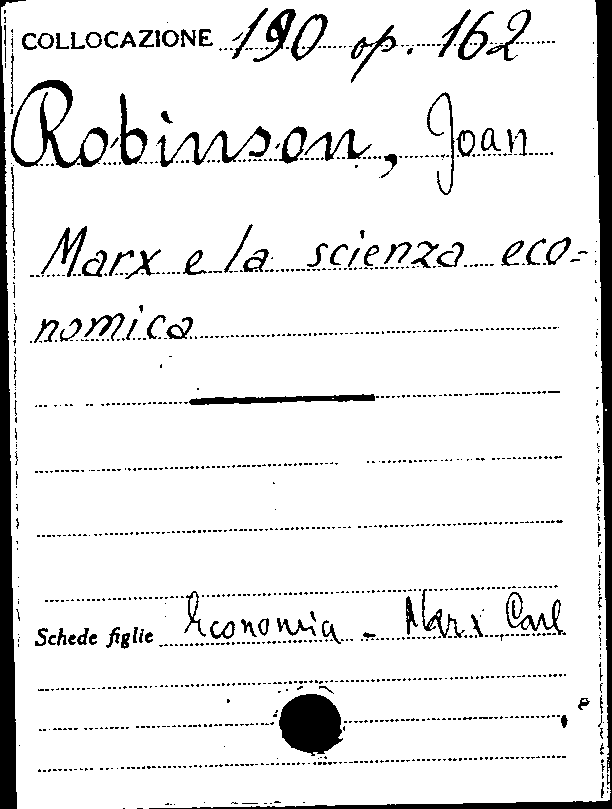 COLLOCAZIONE 190 op. 162
Robinson, Joan
Marx e la scienza eco-
nomica
Schede figlie Economia - Marx Carl